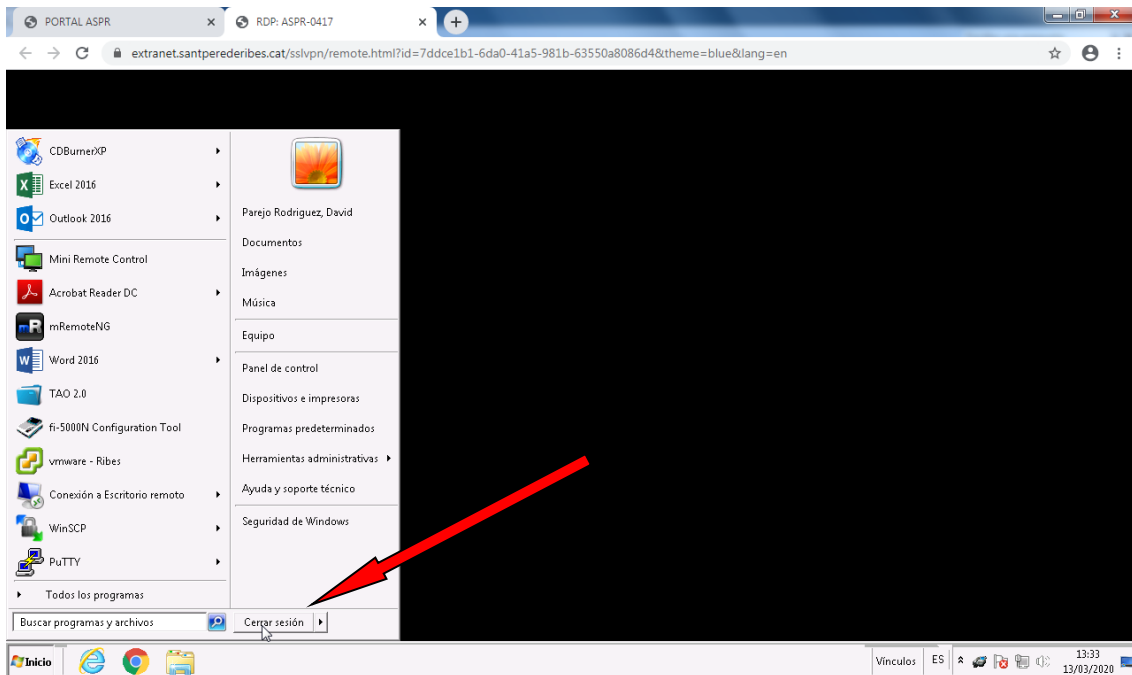 PORTAL ASPR
RDP: ASPR-0417
extranet.santperederibes.cat/sslvpn/remote.html?id=7ddce1b1-6da0-41a5-981b-63550a8086d4&theme=blue&lang=en
CDBurnerXP
Excel 2016
Outlook 2016
Mini Remote Control
Acrobat Reader DC
mRemoteNG
Word 2016
TAO 2.0
fi-5000N Configuration Tool
vmware - Ribes
Conexión a Escritorio remoto
WinSCP
PuTTY
Todos los programas
Buscar programas y archivos
Parejo Rodriguez, David
Documentos
Imágenes
Música
Equipo
Panel de control
Dispositivos e impresoras
Programas predeterminados
Herramientas administrativas
Ayuda y soporte técnico
Seguridad de Windows
Cerrar sesión
Inicio
Vínculos
ES
13:33
13/03/2020